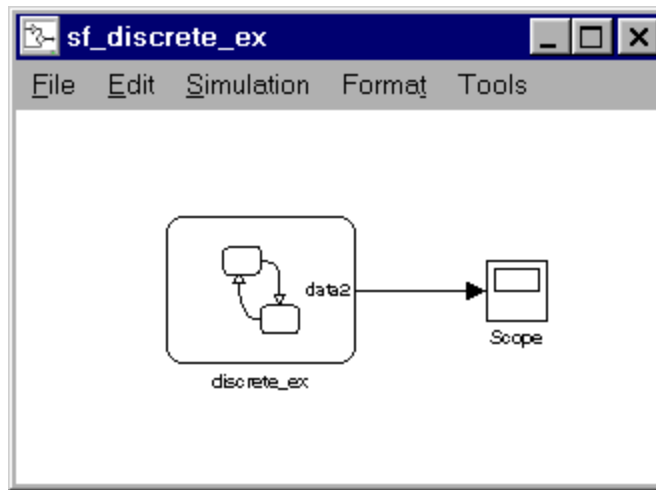 sf_discrete_ex
File Edit Simulation Format Tools
data2
Scope
discrete_ex